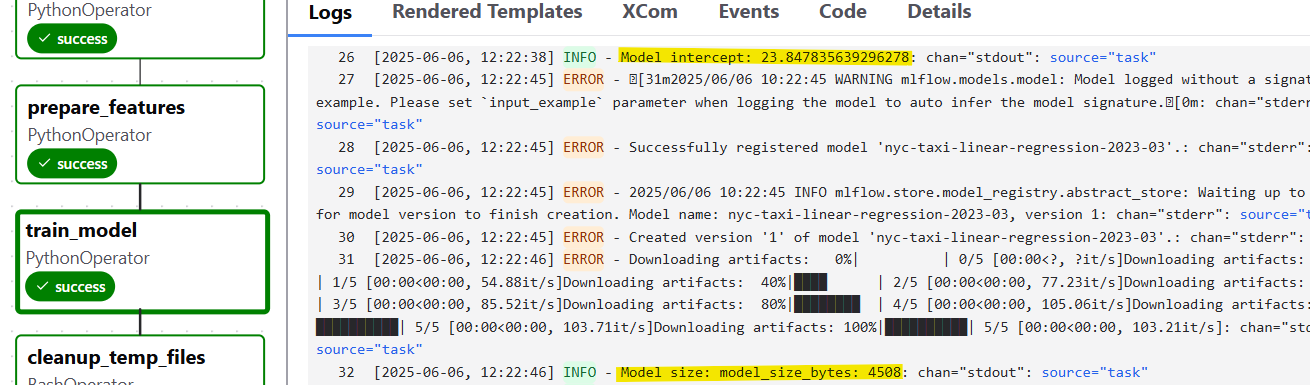 PythonOperator
success
prepare_features
PythonOperator
success
train_model
PythonOperator
success
cleanup_temp_files
BashOperator
Logs Rendered Templates XCom Events Code Details
26 [2025-06-06, 12:22:38] INFO - Model intercept: 23.847835639296278: chan="stdout": source="task"
27 [2025-06-06, 12:22:45] ERROR - [31m2025/06/06 10:22:45 WARNING mlflow.models.model: Model logged without a signat
example. Please set `input_example` parameter when logging the model to auto infer the model signature.[0m: chan="stderr
source="task"
28 [2025-06-06, 12:22:45] ERROR - Successfully registered model 'nyc-taxi-linear-regression-2023-03'.: chan="stderr":
source="task"
29 [2025-06-06, 12:22:45] ERROR - 2025/06/06 10:22:45 INFO mlflow.store.model_registry.abstract_store: Waiting up to
for model version to finish creation. Model name: nyc-taxi-linear-regression-2023-03, version 1: chan="stderr": source="t
30 [2025-06-06, 12:22:45] ERROR - Created version '1' of model 'nyc-taxi-linear-regression-2023-03'.: chan="stderr":
31 [2025-06-06, 12:22:46] ERROR - Downloading artifacts: 0%| | 0/5 [00:00<?, ?it/s]Downloading artifacts:
| 1/5 [00:00<00:00, 54.88it/s]Downloading artifacts: 40%|████ | 2/5 [00:00<00:00, 77.23it/s]Downloading artifacts:
| 3/5 [00:00<00:00, 85.52it/s]Downloading artifacts: 80%|████████ | 4/5 [00:00<00:00, 105.06it/s]Downloading artifacts:
██████████| 5/5 [00:00<00:00, 103.71it/s]Downloading artifacts: 100%|██████████| 5/5 [00:00<00:00, 103.21it/s]: chan="std
source="task"
32 [2025-06-06, 12:22:46] INFO - Model size: model_size_bytes: 4508: chan="stdout": source="task"